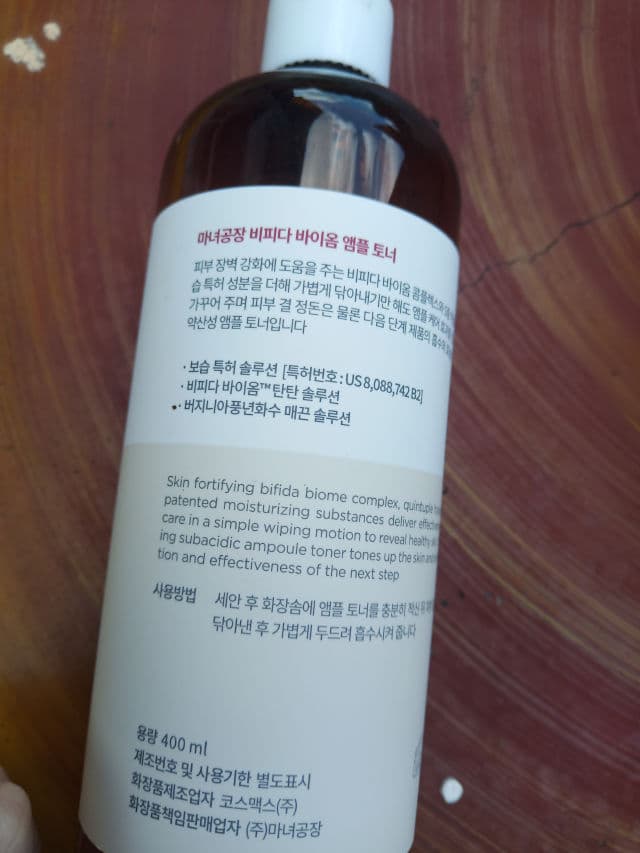 마녀공장 비피다 바이옴 앰플 토너
피부 장벽 강화에 도움을 주는 비피다 바이옴 콤플렉스와
습 특허 성분을 더해 가볍게 닦아내기만 해도 앰플 케어
가꾸어 주며 피부 결 정돈은 물론 다음 단계 제품의
약산성 앰플 토너입니다
· 보습 특허 솔루션 [특허번호 : US 8,088,742 B2]
· 비피다 바이옴™ 탄탄 솔루션
· 버지니아풍년화수 매끈 솔루션
Skin fortifying bifida biome complex, quintuple
patented moisturizing substances deliver
care in a simple wiping motion to reveal healthy
ing subacidic ampoule toner tones up the skin and
tion and effectiveness of the next step
사용방법 세안 후 화장솜에 앰플 토너를 충분히 적신 뒤
닦아낸 후 가볍게 두드려 흡수시켜 줍니다
용량 400 ml
제조번호 및 사용기한 별도표시
화장품제조업자 코스맥스(주)
화장품책임판매업자 (주)마녀공장